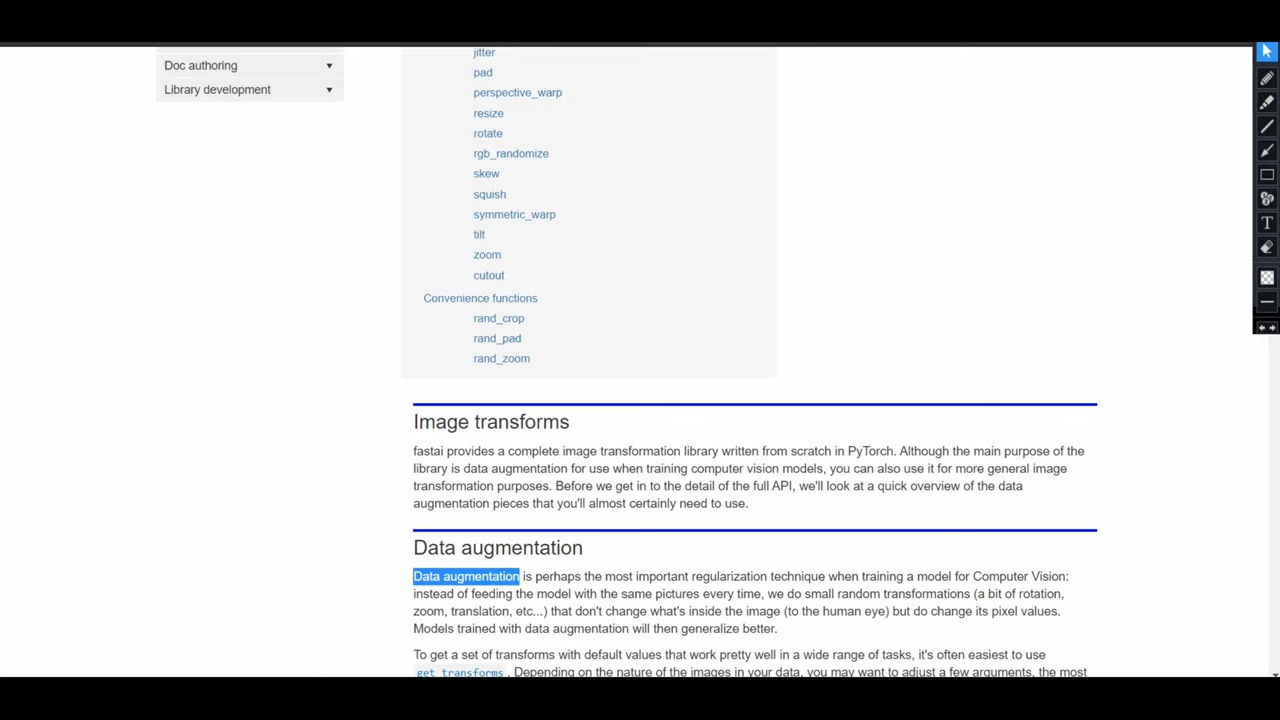 Doc authoring
Library development
jitter
pad
perspective_warp
resize
rotate
rgb_randomize
skew
squish
symmetric_warp
tilt
zoom
cutout
Convenience functions
rand_crop
rand_pad
rand_zoom
Image transforms
fastai provides a complete image transformation library written from scratch in PyTorch. Although the main purpose of the
library is data augmentation for use when training computer vision models, you can also use it for more general image
transformation purposes. Before we get in to the detail of the full API, we'll look at a quick overview of the data
augmentation pieces that you'll almost certainly need to use.
Data augmentation
Data augmentation is perhaps the most important regularization technique when training a model for Computer Vision:
instead of feeding the model with the same pictures every time, we do small random transformations (a bit of rotation,
zoom, translation, etc...) that don't change what's inside the image (to the human eye) but do change its pixel values.
Models trained with data augmentation will then generalize better.
To get a set of transforms with default values that work pretty well in a wide range of tasks, it's often easiest to use
get_transforms. Depending on the nature of the images in your data, you may want to adjust a few arguments, the most
T